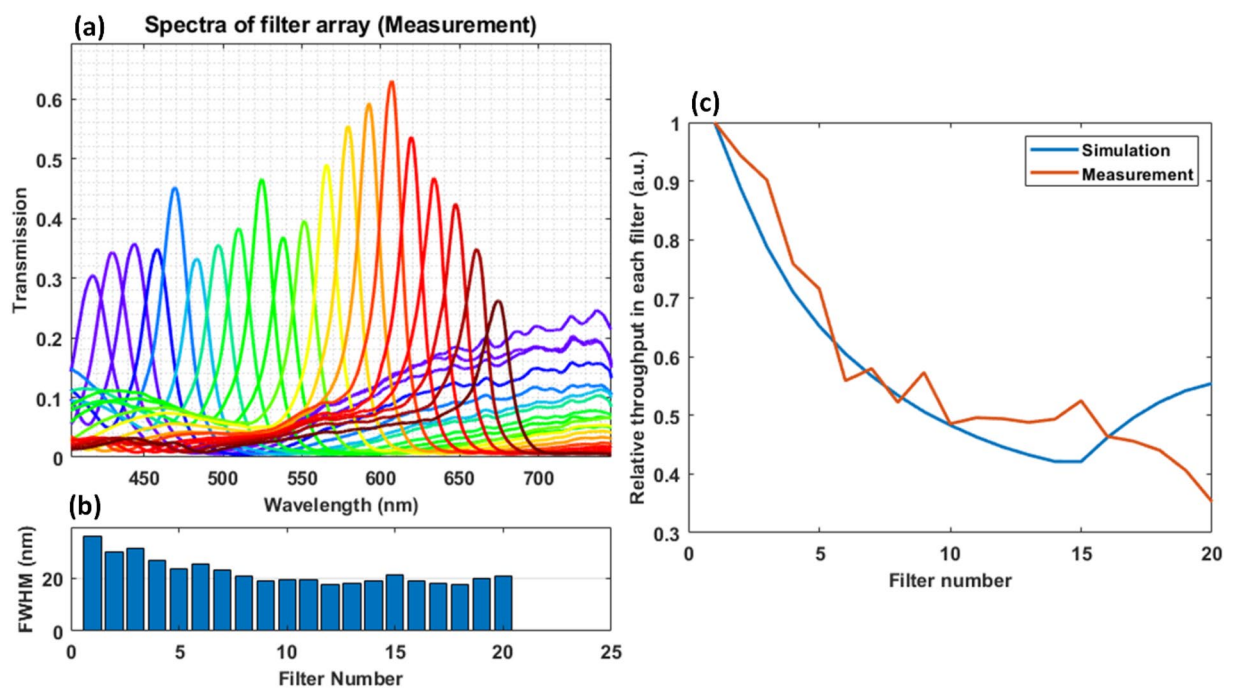 (a)
Spectra of filter array (Measurement)
Transmission
0.6
0.5
0.4
0.3
0.2
0.1
0
450
500
550
600
650
700
Wavelength (nm)
(b)
FWHM (nm)
20
0
0
5
10
15
20
25
Filter Number
(c)
Relative throughput in each filter (a.u.)
1
0.9
0.8
0.7
0.6
0.5
0.4
0.3
0
5
10
15
20
Filter number
Simulation
Measurement